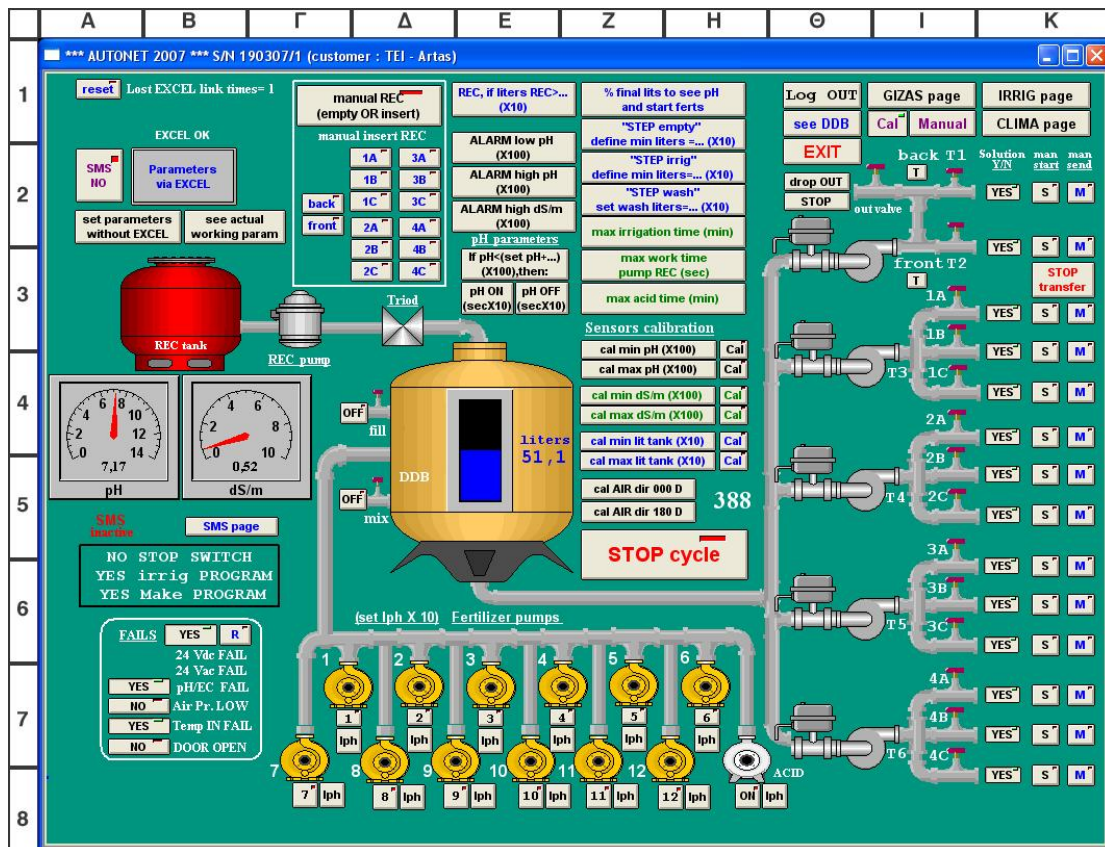 Α Β Γ Δ Ε Ζ Η Θ Ι Κ
*** AUTONET 2007 *** S/N 190307/1 (customer : TEI - Artas)
1
2
3
4
5
6
7
8
reset Lost EXCEL link times= 1
EXCEL OK
SMS
NO
Parameters
via EXCEL
set parameters
without EXCEL
see actual
working param
manual REC
(empty OR insert)
manual insert REC
1A 3A
1B 3B
back 1C 3C
front 2A 4A
2B 4B
2C 4C
REC, if liters REC>...
(X10)
ALARM low pH
(X100)
ALARM high pH
(X100)
ALARM high dS/m
(X100)
pH parameters
If pH<(set pH+...)
(X100),then:
pH ON
(secX10)
pH OFF
(secX10)
% final lits to see pH
and start ferts
"STEP empty"
define min liters =... (X10)
"STEP irrig"
define min liters=... (X10)
"STEP wash"
set wash liters=... (X10)
max irrigation time (min)
max work time
pump REC (sec)
max acid time (min)
Sensors calibration
cal min pH (X100) Cal
cal max pH (X100) Cal
cal min dS/m (X100) Cal
cal max dS/m (X100) Cal
cal min lit tank (X10) Cal
cal max lit tank (X10) Cal
cal AIR dir 000 D
cal AIR dir 180 D
388
STOP cycle
Log OUT GIZAS page IRRIG page
see DDB Cal Manual CLIMA page
EXIT
back T1
T
drop OUT
STOP
out valve
front T2
T
Solution
Y/N
man
start
man
send
YES S M
YES S M
STOP
transfer
1A YES S M
1B YES S M
T3 1C YES S M
2A YES S M
2B YES S M
T4 2C YES S M
3A YES S M
3B YES S M
T5 3C YES S M
4A YES S M
4B YES S M
T6 4C YES S M
REC tank
REC pump
Triod
0 2 4 6 8 10 12 14
7,17
pH
0 2 4 6 8 10
0,52
dS/m
OFF
fill
DDB
OFF
mix
liters
51,1
SMS
inactive
SMS page
NO STOP SWITCH
YES irrig PROGRAM
YES Make PROGRAM
FAILS YES R
24 Vdc FAIL
24 Vac FAIL
YES pH/EC FAIL
NO Air Pr. LOW
YES Temp IN FAIL
NO DOOR OPEN
(set lph X 10) Fertilizer pumps
1 2 3 4 5 6
1 2 3 4 5 6
lph lph lph lph lph lph
7 8 9 10 11 12 ACID
7 lph 8 lph 9 lph 10 lph 11 lph 12 lph ON lph